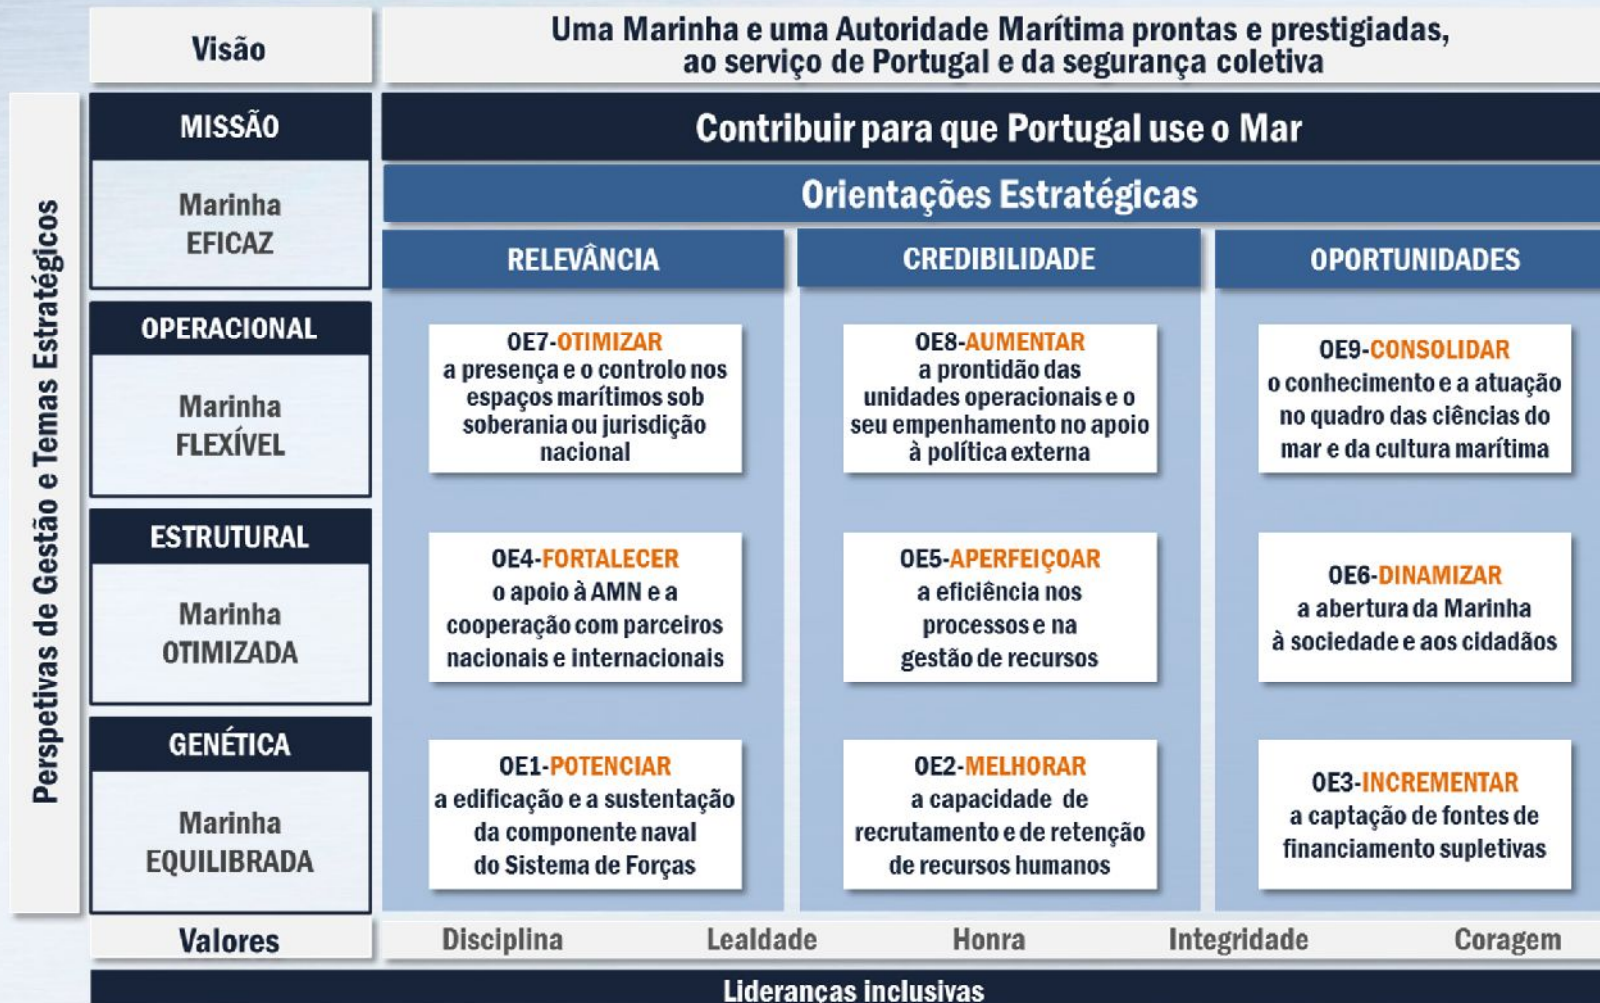 Visão
Uma Marinha e uma Autoridade Marítima prontas e prestigiadas,
ao serviço de Portugal e da segurança coletiva
Perspetivas de Gestão e Temas Estratégicos
MISSÃO
Contribuir para que Portugal use o Mar
Marinha
EFICAZ
Orientações Estratégicas
RELEVÂNCIA
CREDIBILIDADE
OPORTUNIDADES
OPERACIONAL
Marinha
FLEXÍVEL
OE7-OTIMIZAR
a presença e o controlo nos
espaços marítimos sob
soberania ou jurisdição
nacional
OE8-AUMENTAR
a prontidão das
unidades operacionais e o
seu empenhamento no apoio
à política externa
OE9-CONSOLIDAR
o conhecimento e a atuação
no quadro das ciências do
mar e da cultura marítima
ESTRUTURAL
Marinha
OTIMIZADA
OE4-FORTALECER
o apoio à AMN e a
cooperação com parceiros
nacionais e internacionais
OE5-APERFEIÇOAR
a eficiência nos
processos e na
gestão de recursos
OE6-DINAMIZAR
a abertura da Marinha
à sociedade e aos cidadãos
GENÉTICA
Marinha
EQUILIBRADA
OE1-POTENCIAR
a edificação e a sustentação
da componente naval
do Sistema de Forças
OE2-MELHORAR
a capacidade de
recrutamento e de retenção
de recursos humanos
OE3-INCREMENTAR
a captação de fontes de
financiamento supletivas
Valores
Disciplina Lealdade Honra Integridade Coragem
Lideranças inclusivas